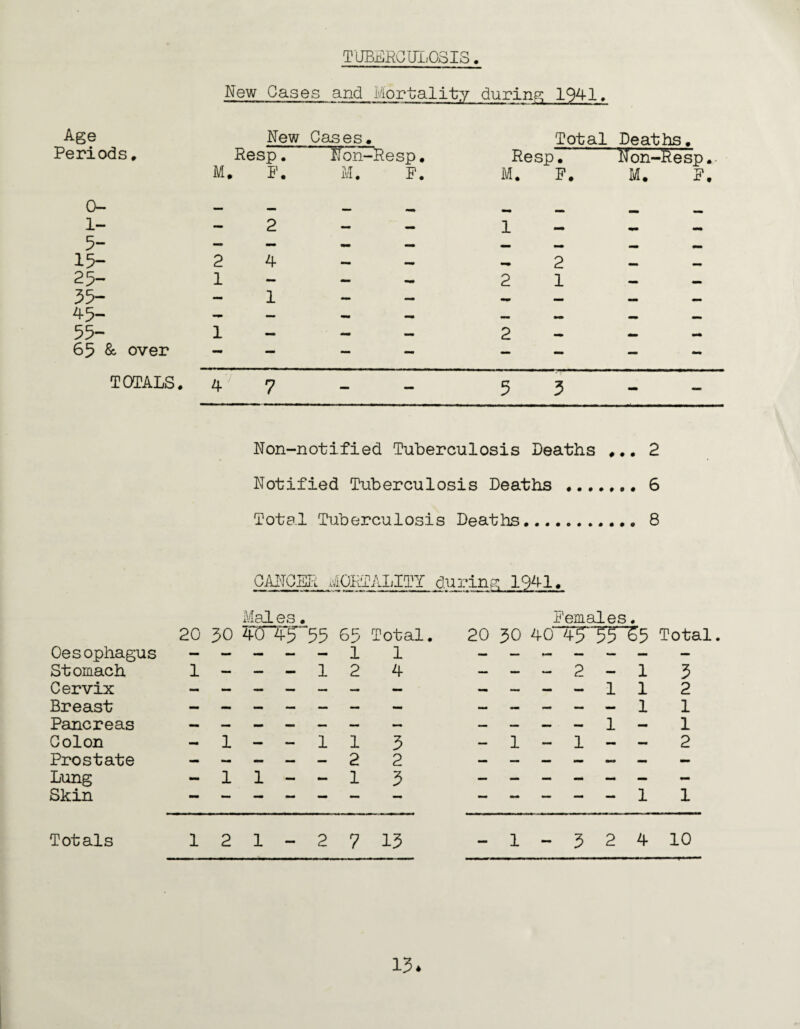 TUBERCULOSIS.
New Cases and Mortality during 1941.
Age Periods. New Cases. Total Deaths.
Resp. Non-Resp. Resp. Non-Resp.
M. F. M. F. M. F. M. F.
0- - - - - - - - -
1- - 2 - - 1 - - -
5- - - - - - - - -
15- 2 4 - - - 2 - -
25- 1 - - - 2 1 - -
35- - 1 - - - - - -
45- - - - - - - - -
55- 1 - - - 2 - - -
65 & over - - - - - - - -
TOTALS. 4 7 - - 5 3 - -
Non-notified Tuberculosis Deaths ... 2
Notified Tuberculosis Deaths ....... 6
Total Tuberculosis Deaths........... 8
CANCER MORTALITY during 1941.
Males. Females.
20 30 40 45 55 65 Total. 20 30 40 45 55 65 Total.
Oesophagus - - - - - 1 1 - - - - - - -
Stomach 1 - - - 1 2 4 - - - 2 - 1 3
Cervix - - - - - - - - - - - 1 1 2
Breast - - - - - - - - - - - - 1 1
Pancreas - - - - - - - - - - - 1 - 1
Colon - 1 - - 1 1 3 - 1 - 1 - - 2
Prostate - - - - - 2 2 - - - - - - -
Lung - 1 1 - - 1 3 - - - - - - -
Skin - - - - - - - - - - - - 1 1
Totals 1 2 1 - 2 7 13 - 1 - 3 2 4 10
13.